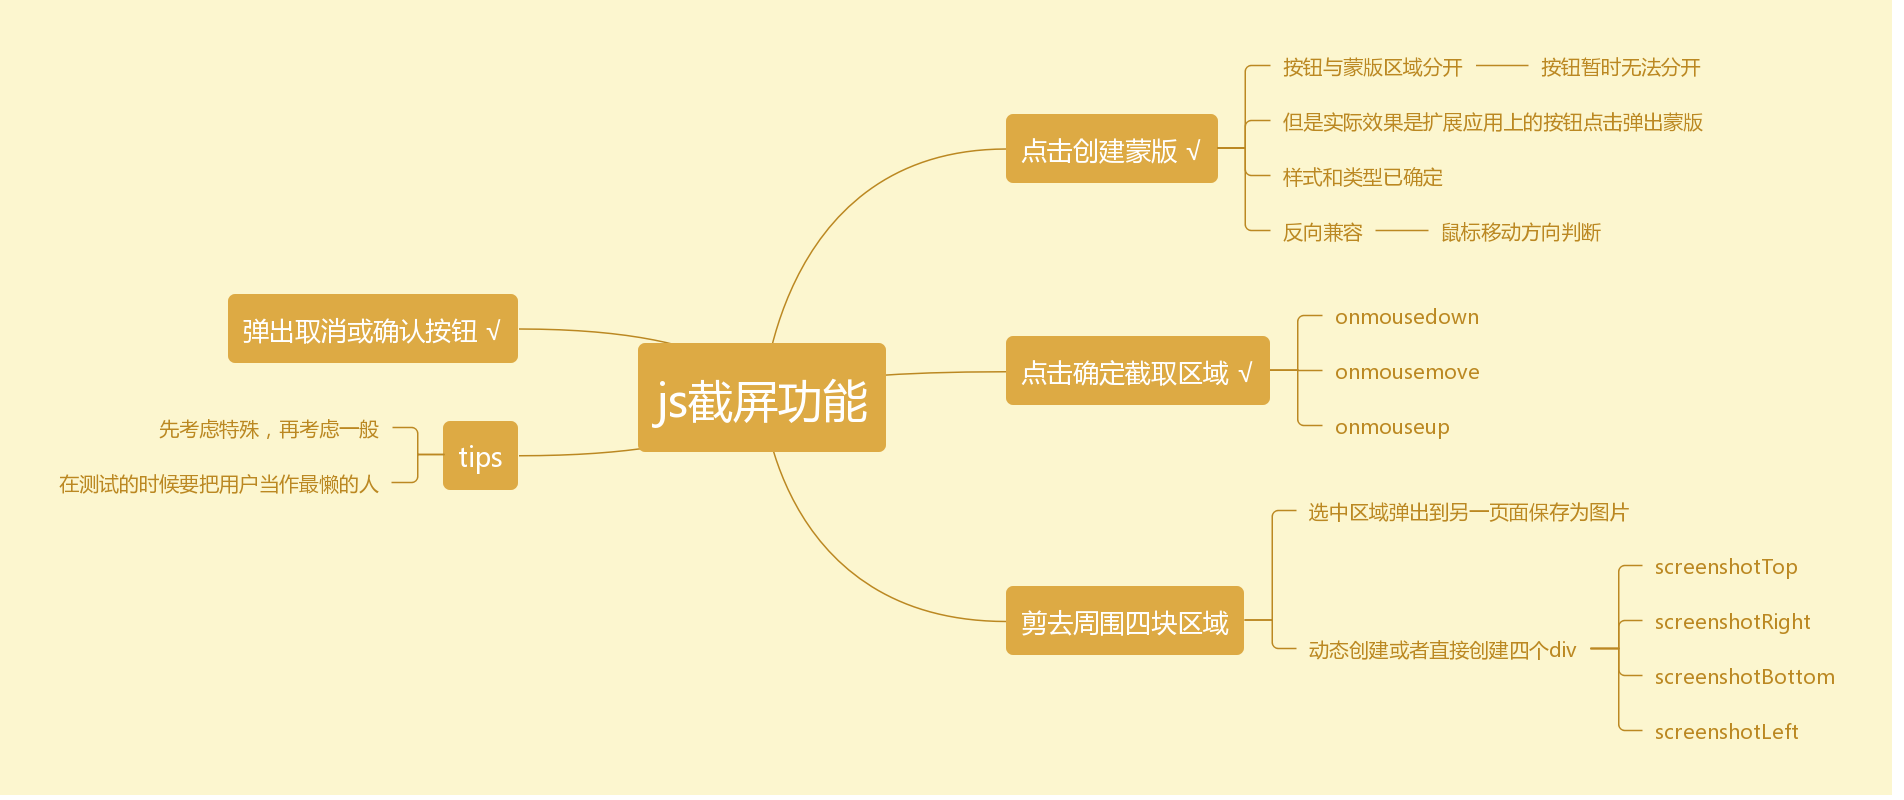 js截屏功能
点击创建蒙版 √
按钮与蒙版区域分开
按钮暂时无法分开
但是实际效果是扩展应用上的按钮点击弹出蒙版
样式和类型已确定
反向兼容
鼠标移动方向判断
点击确定截取区域 √
onmousedown
onmousemove
onmouseup
剪去周围四块区域
选中区域弹出到另一页面保存为图片
动态创建或者直接创建四个div
screenshotTop
screenshotRight
screenshotBottom
screenshotLeft
弹出取消或确认按钮 √
tips
先考虑特殊，再考虑一般
在测试的时候要把用户当作最懒的人